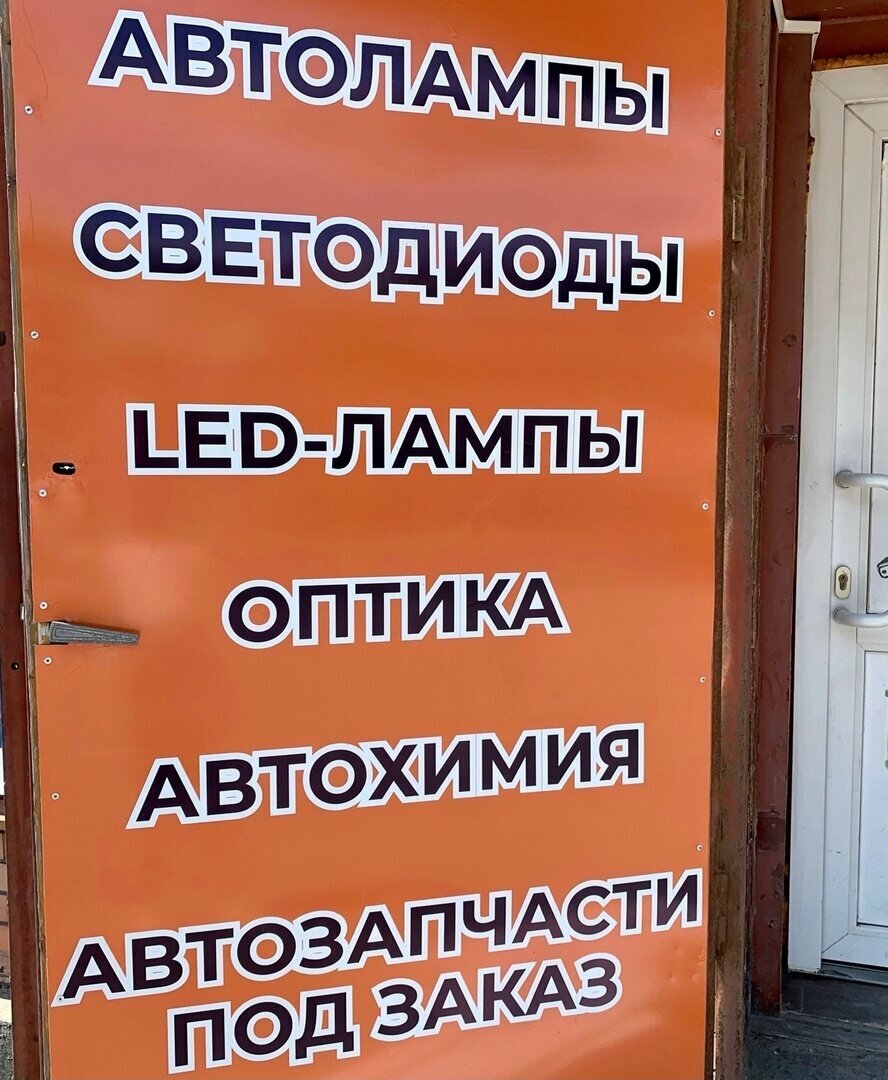 АВТОЛАМПЫ
СВЕТОДИОДЫ
LED-ЛАМПЫ
ОПТИКА
АВТОХИМИЯ
АВТОЗАПЧАСТИ
ПОД ЗАКАЗ